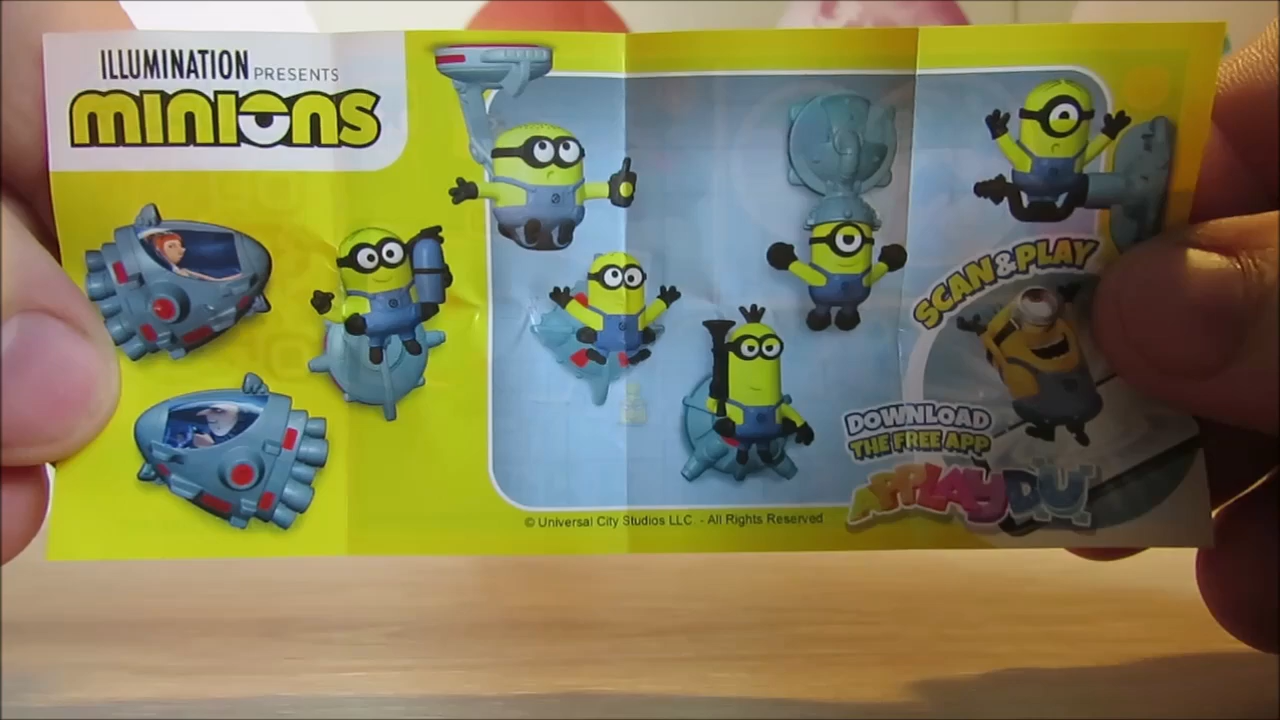 ILLUMINATION PRESENTS
MINIONS
SCAN&PLAY
DOWNLOAD
THE FREE APP
APPLAYDU
© Universal City Studios LLC. - All Rights Reserved